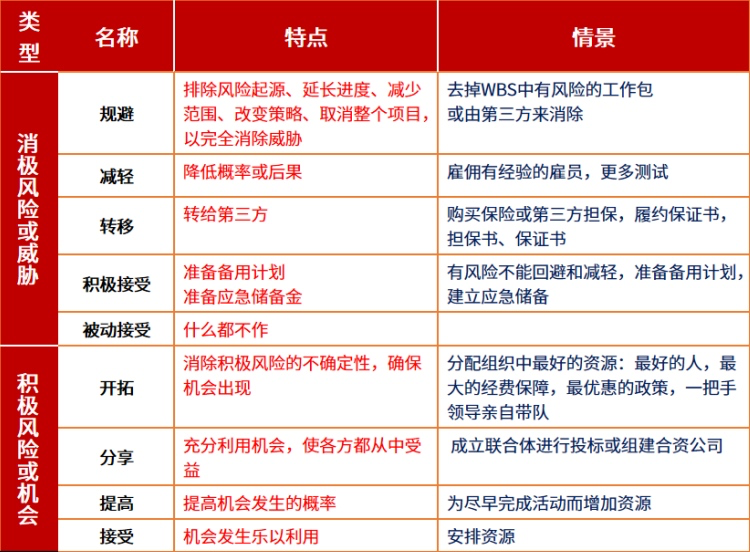 类型
名称
特点
情景
消极风险或威胁
规避
排除风险起源、延长进度、减少
范围、改变策略、取消整个项目，
以完全消除威胁
去掉WBS中有风险的工作包
或由第三方来消除
减轻
降低概率或后果
雇佣有经验的雇员，更多测试
转移
转给第三方
购买保险或第三方担保，履约保证书，
担保书、保证书
积极接受
准备备用计划
准备应急储备金
有风险不能回避和减轻，准备备用计划，
建立应急储备
被动接受
什么都不作
积极风险或机会
开拓
消除积极风险的不确定性，确保
机会出现
分配组织中最好的资源：最好的人，最
大的经费保障，最优惠的政策，一把手
领导亲自带队
分享
充分利用机会，使各方都从中受
益
成立联合体进行投标或组建合资公司
提高
提高机会发生的概率
为尽早完成活动而增加资源
接受
机会发生乐以利用
安排资源